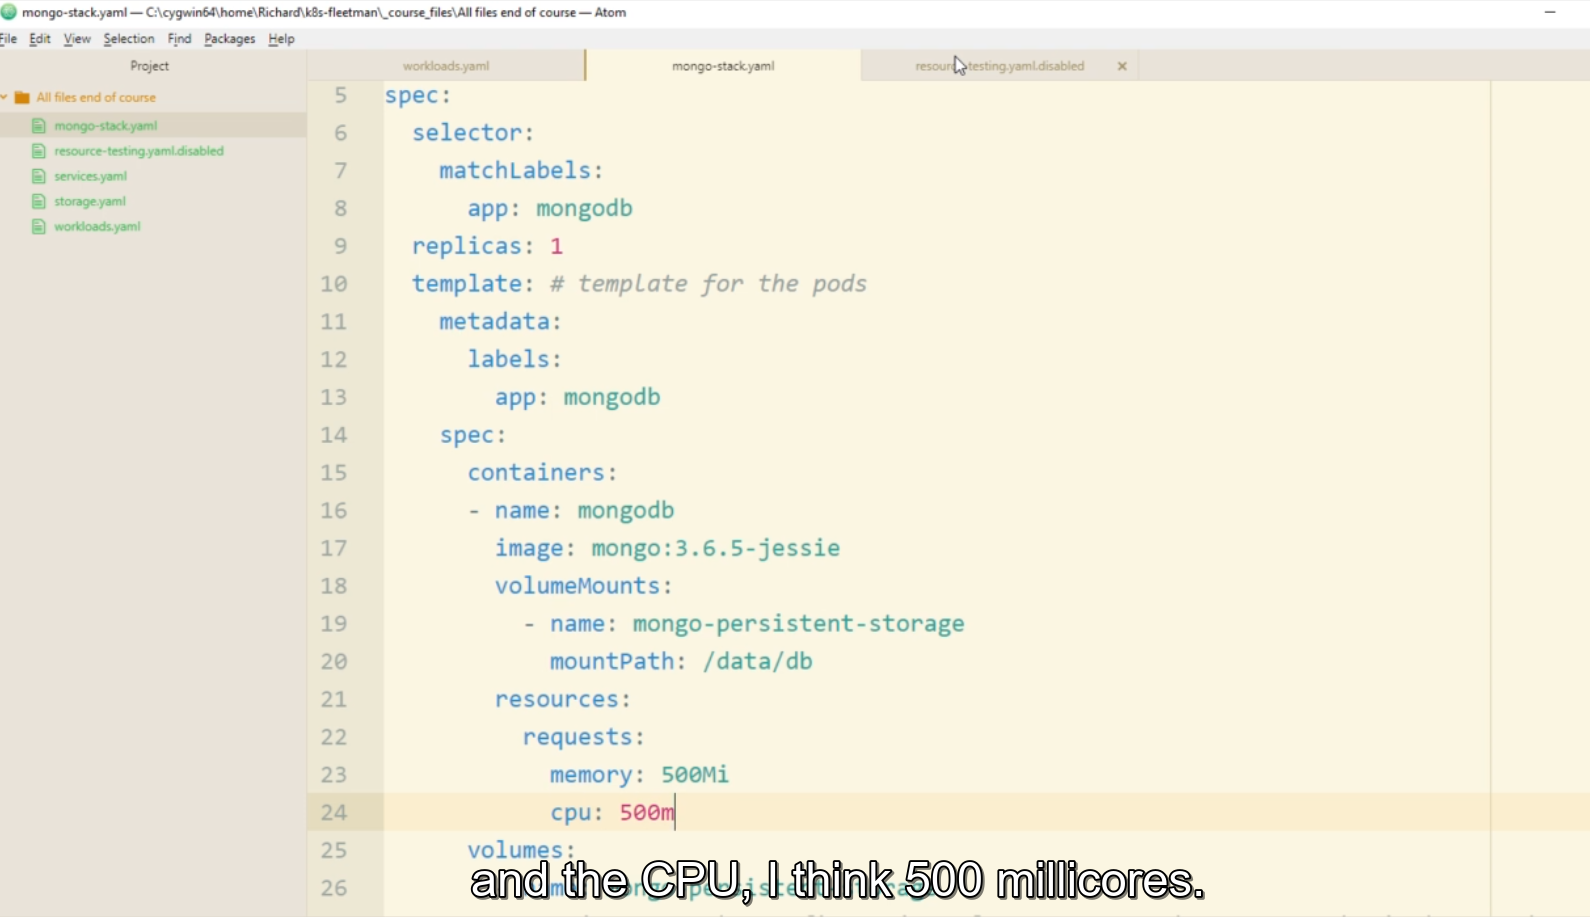 mongo-stack.yaml — C:\cygwin64\home\Richard\k8s-fleetman\_course_files\All files end of course — Atom
File Edit View Selection Find Packages Help
Project
workloads.yaml
mongo-stack.yaml
resource-testing.yaml.disabled
All files end of course
mongo-stack.yaml
resource-testing.yaml.disabled
services.yaml
storage.yaml
workloads.yaml
5 spec:
6 selector:
7 matchLabels:
8 app: mongodb
9 replicas: 1
10 template: # template for the pods
11 metadata:
12 labels:
13 app: mongodb
14 spec:
15 containers:
16 - name: mongodb
17 image: mongo:3.6.5-jessie
18 volumeMounts:
19 - name: mongo-persistent-storage
20 mountPath: /data/db
21 resources:
22 requests:
23 memory: 500Mi
24 cpu: 500m
25 volumes:
26
and the CPU, I think 500 millicores.